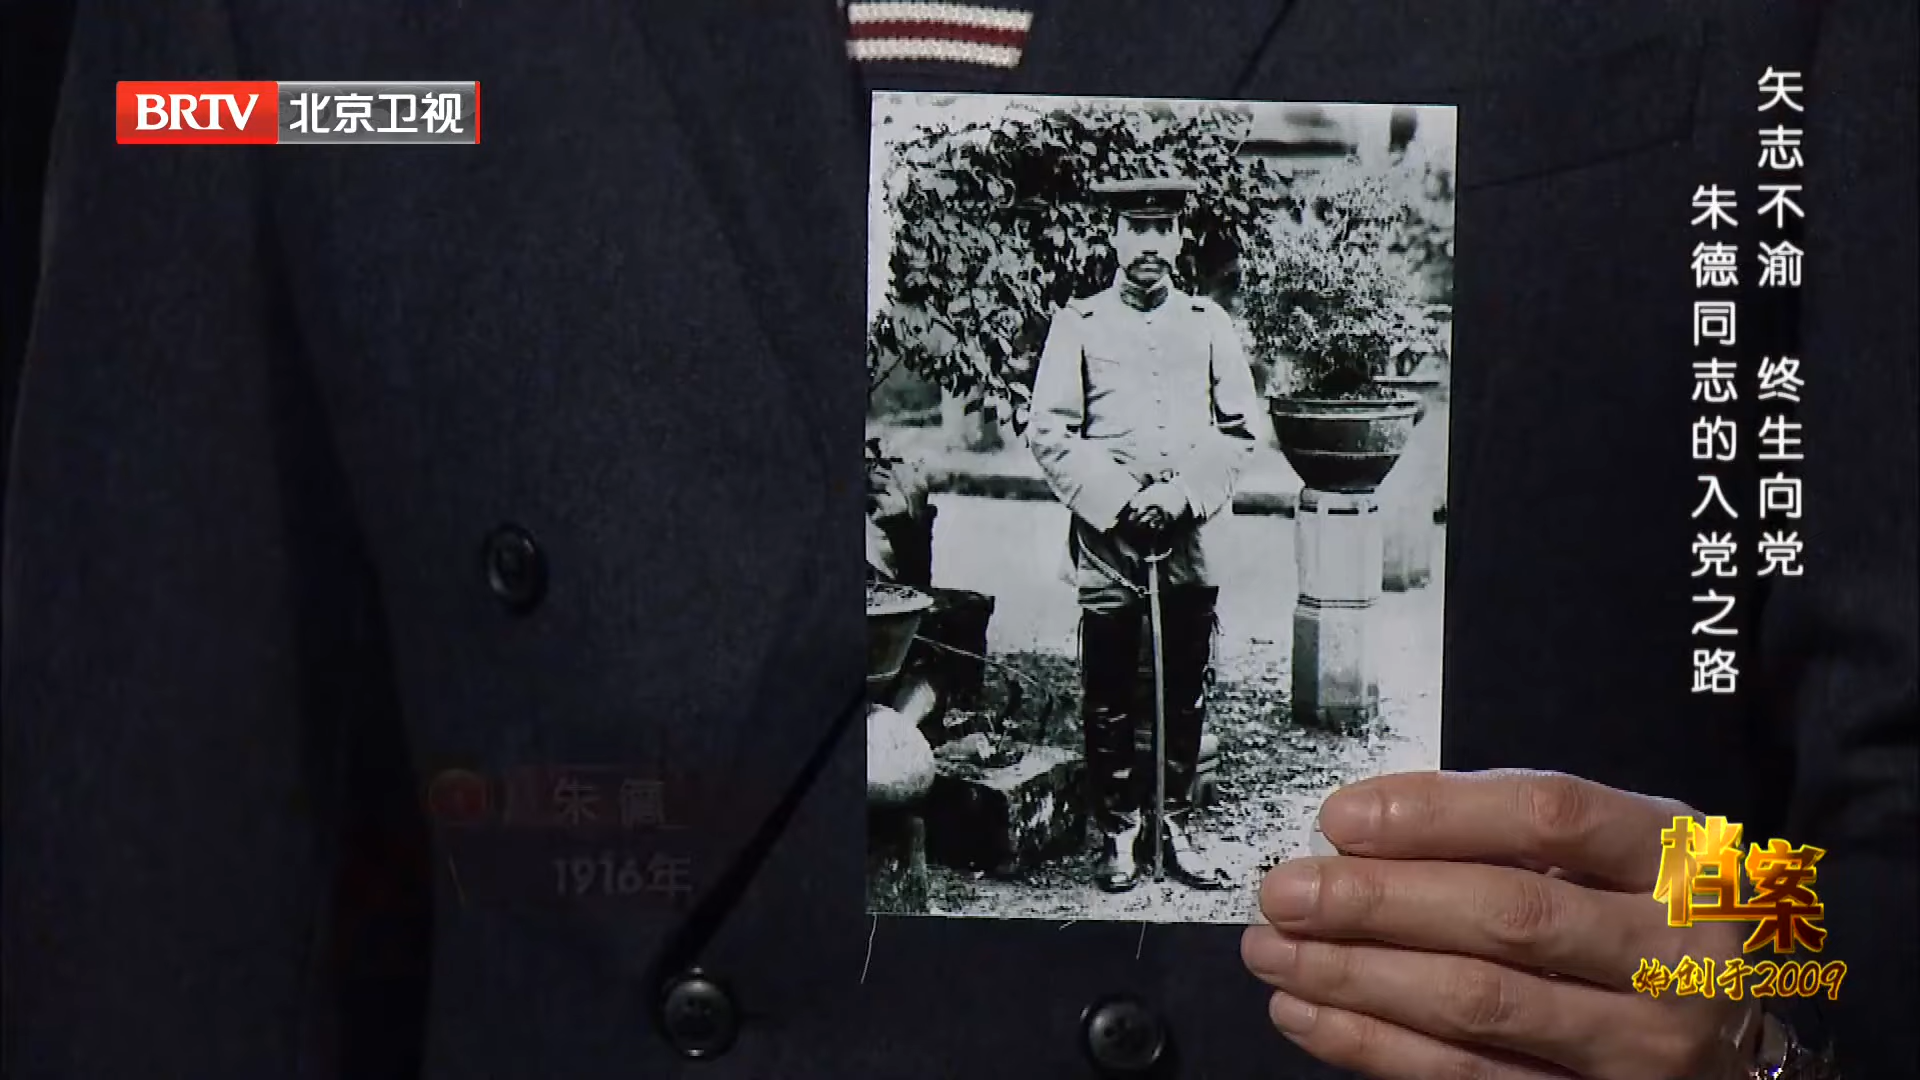 BRTV 北京卫视
矢志不渝 终生向党
朱德同志的入党之路
朱德
1916年
档案
始创于2009